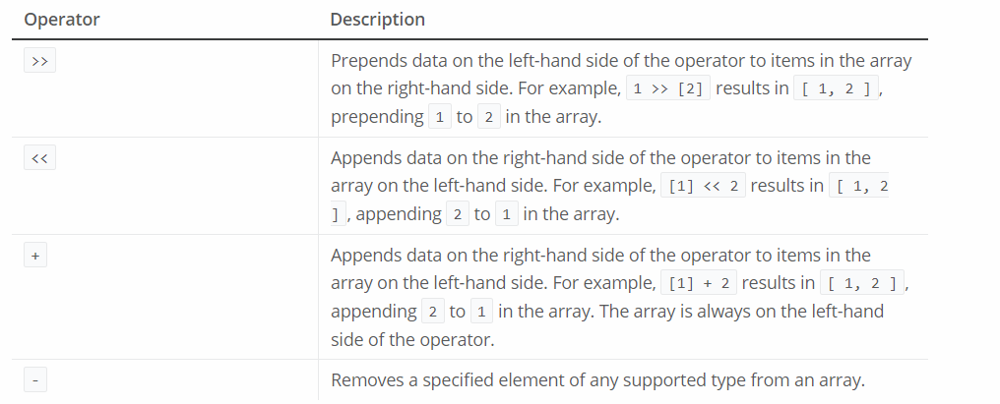 Operator Description
>> Prepends data on the left-hand side of the operator to items in the array
on the right-hand side. For example, 1 >> [2] results in [ 1, 2 ] ,
prepending 1 to 2 in the array.
<< Appends data on the right-hand side of the operator to items in the
array on the left-hand side. For example, [1] << 2 results in [ 1, 2
] , appending 2 to 1 in the array.
+ Appends data on the right-hand side of the operator to items in the
array on the left-hand side. For example, [1] + 2 results in [ 1, 2 ] ,
appending 2 to 1 in the array. The array is always on the left-hand
side of the operator.
- Removes a specified element of any supported type from an array.